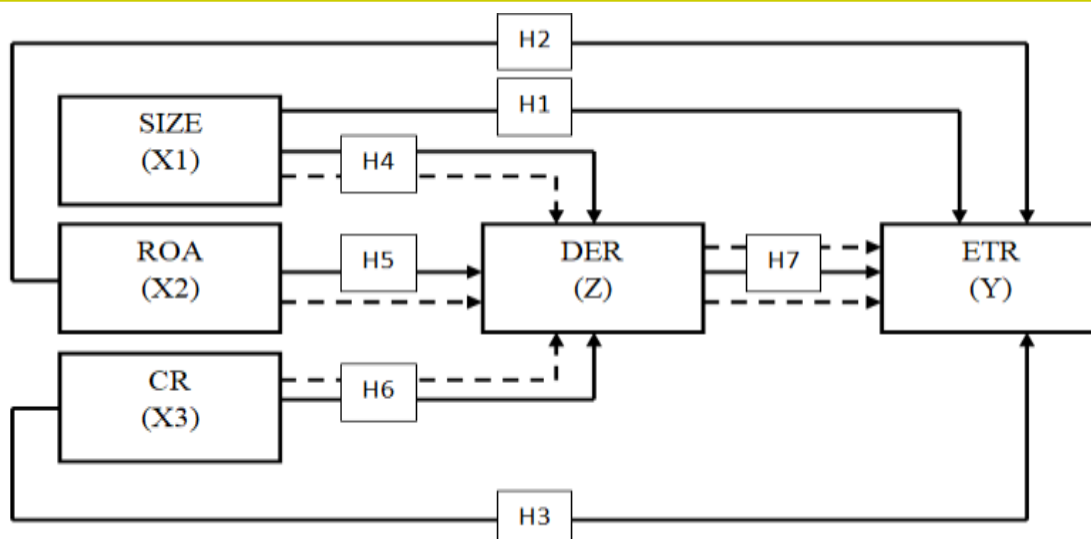 H2
H1
SIZE
(X1)
H4
ROA
(X2)
H5
DER
(Z)
H7
ETR
(Y)
CR
(X3)
H6
H3